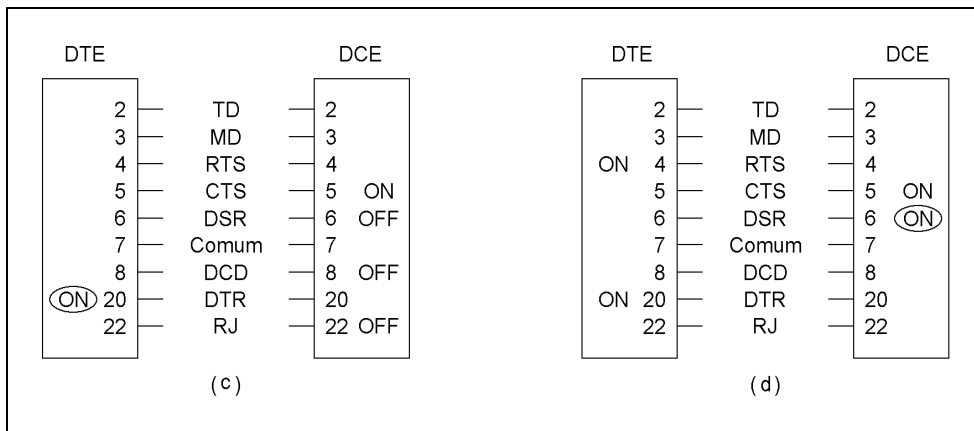 DTE DCE DTE DCE
2 TD 2 2 TD 2
3 MD 3 3 MD 3
4 RTS 4 ON 4 RTS 4
5 CTS 5 ON 5 CTS 5 ON
6 DSR 6 OFF 6 DSR 6 ON
7 Comum 7 7 Comum 7
8 DCD 8 OFF 8 DCD 8
ON 20 DTR 20 ON 20 DTR 20
22 RJ 22 OFF 22 RJ 22
(c) (d)